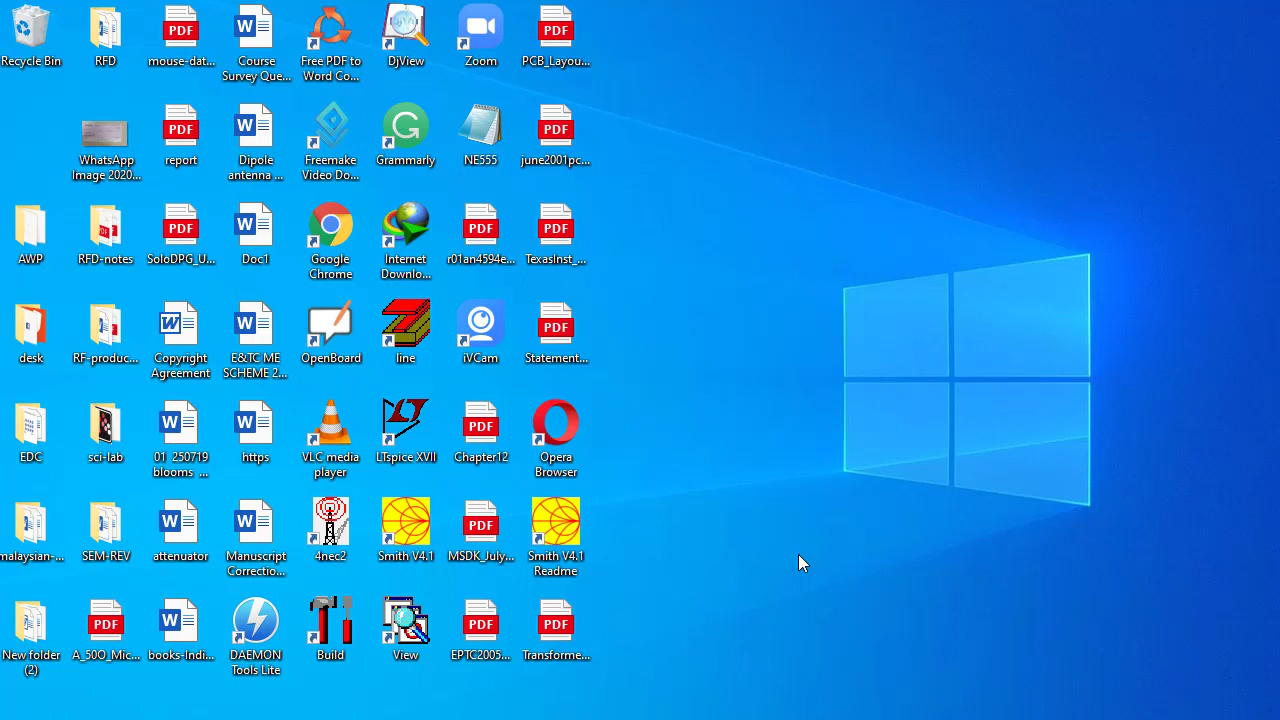 Recycle Bin
RFD
mouse-dat...
Course
Survey Que...
Free PDF to
Word Co...
DjView
Zoom
PCB_Layou...
WhatsApp
Image 2020...
report
Dipole
antenna ...
Freemake
Video Do...
Grammarly
NE555
june2001pc...
AWP
RFD-notes
SoloDPG_U...
Doc1
Google
Chrome
Internet
Downlo...
r01an4594e...
TexasInst_...
desk
RF-produc...
Copyright
Agreement
E&TC ME
SCHEME 2...
OpenBoard
line
iVCam
Statement...
EDC
sci-lab
01_250719
blooms_...
https
VLC media
player
LTspice XVII
Chapter12
Opera
Browser
malaysian-...
SEM-REV
attenuator
Manuscript
Correctio...
4nec2
Smith V4.1
MSDK_July...
Smith V4.1
Readme
New folder
(2)
A_50O_Mic...
books-Indi...
DAEMON
Tools Lite
Build
View
EPTC2005...
Transforme...